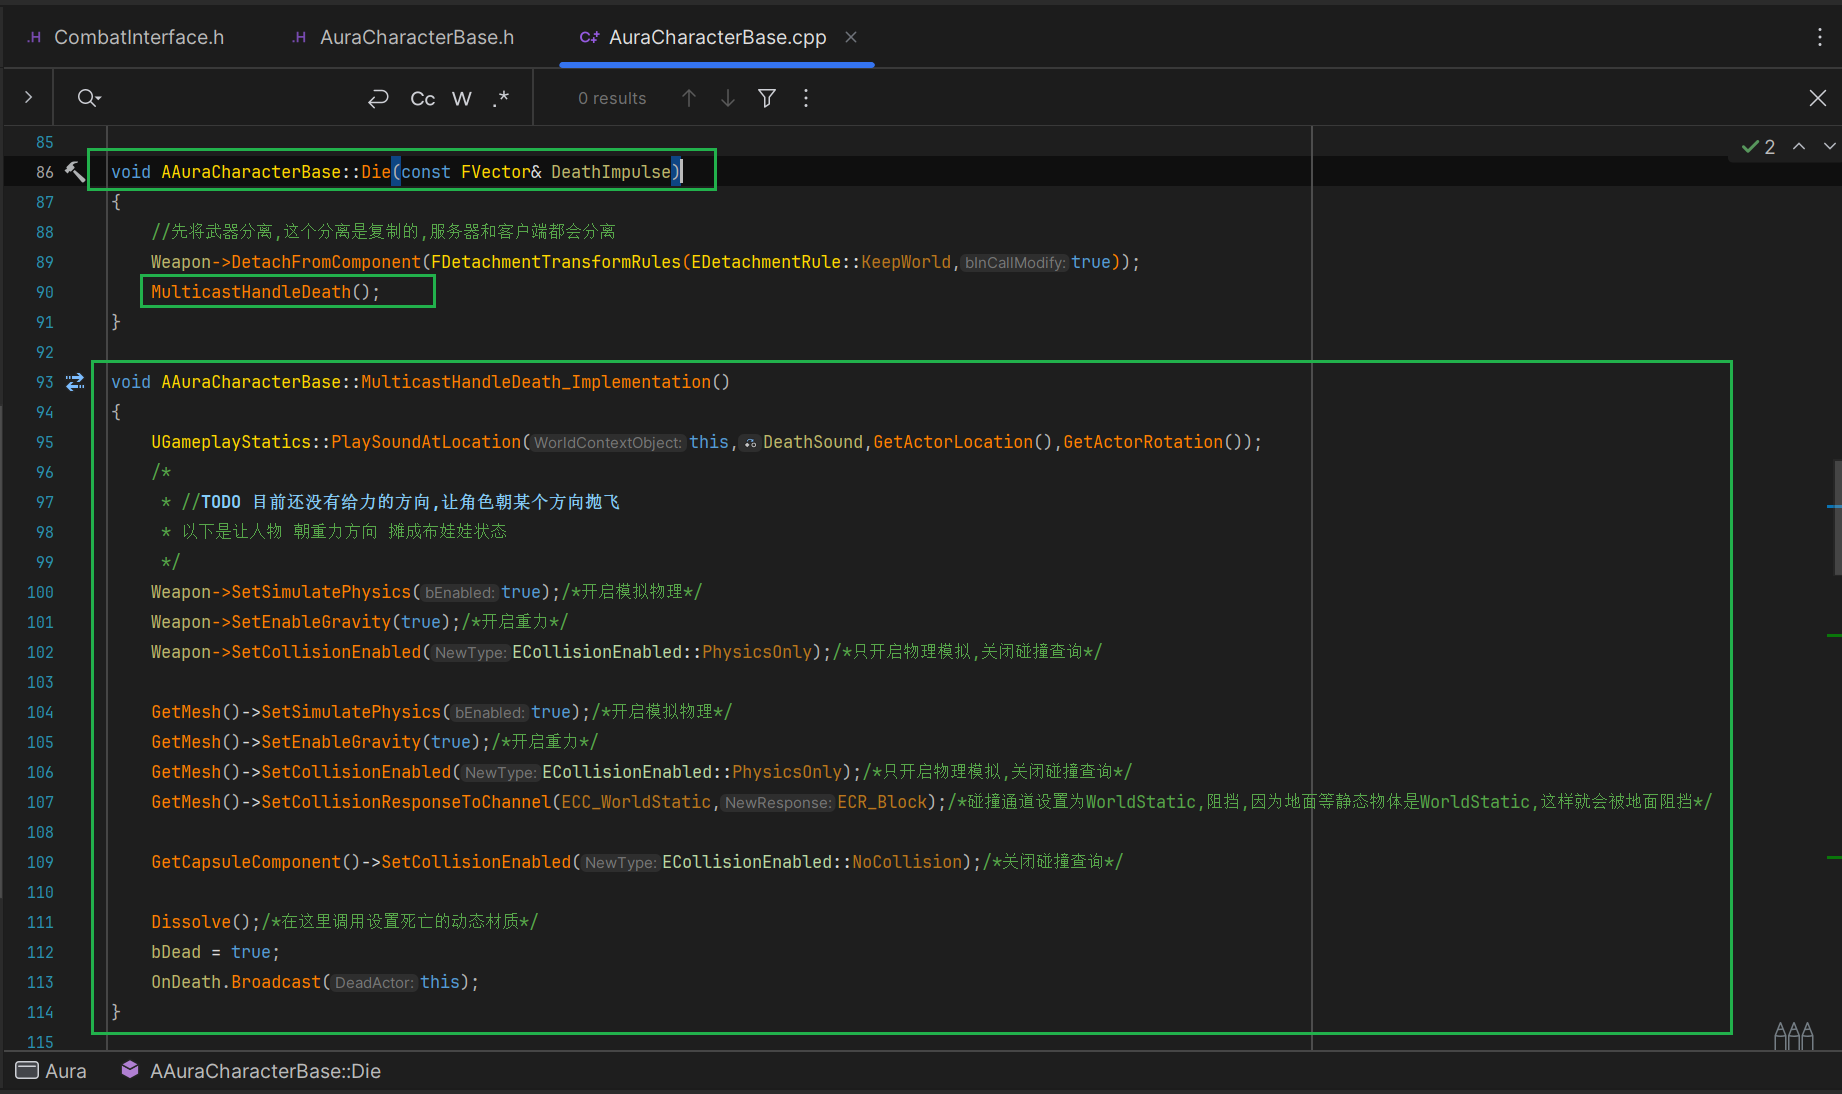 CombatInterface.h
AuraCharacterBase.h
AuraCharacterBase.cpp
Cc W .* 0 results
2
85
86 void AAuraCharacterBase::Die(const FVector& DeathImpulse)
87 {
88 //先将武器分离,这个分离是复制的,服务器和客户端都会分离
89 Weapon->DetachFromComponent(FDetachmentTransformRules(EDetachmentRule::KeepWorld, bInCallModify: true));
90 MulticastHandleDeath();
91 }
92
93 void AAuraCharacterBase::MulticastHandleDeath_Implementation()
94 {
95 UGameplayStatics::PlaySoundAtLocation( WorldContextObject: this, DeathSound,GetActorLocation(),GetActorRotation());
96 /*
97 * //TODO 目前还没有给力的方向,让角色朝某个方向抛飞
98 * 以下是让人物 朝重力方向 摊成布娃娃状态
99 */
100 Weapon->SetSimulatePhysics( bEnabled: true);/*开启模拟物理*/
101 Weapon->SetEnableGravity(true);/*开启重力*/
102 Weapon->SetCollisionEnabled( NewType: ECollisionEnabled::PhysicsOnly);/*只开启物理模拟,关闭碰撞查询*/
103
104 GetMesh()->SetSimulatePhysics( bEnabled: true);/*开启模拟物理*/
105 GetMesh()->SetEnableGravity(true);/*开启重力*/
106 GetMesh()->SetCollisionEnabled( NewType: ECollisionEnabled::PhysicsOnly);/*只开启物理模拟,关闭碰撞查询*/
107 GetMesh()->SetCollisionResponseToChannel(ECC_WorldStatic, NewResponse: ECR_Block);/*碰撞通道设置为WorldStatic,阻挡,因为地面等静态物体是WorldStatic,这样就会被地面阻挡*/
108
109 GetCapsuleComponent()->SetCollisionEnabled( NewType: ECollisionEnabled::NoCollision);/*关闭碰撞查询*/
110
111 Dissolve();/*在这里调用设置死亡的动态材质*/
112 bDead = true;
113 OnDeath.Broadcast( DeadActor: this);
114 }
115
Aura AAuraCharacterBase::Die